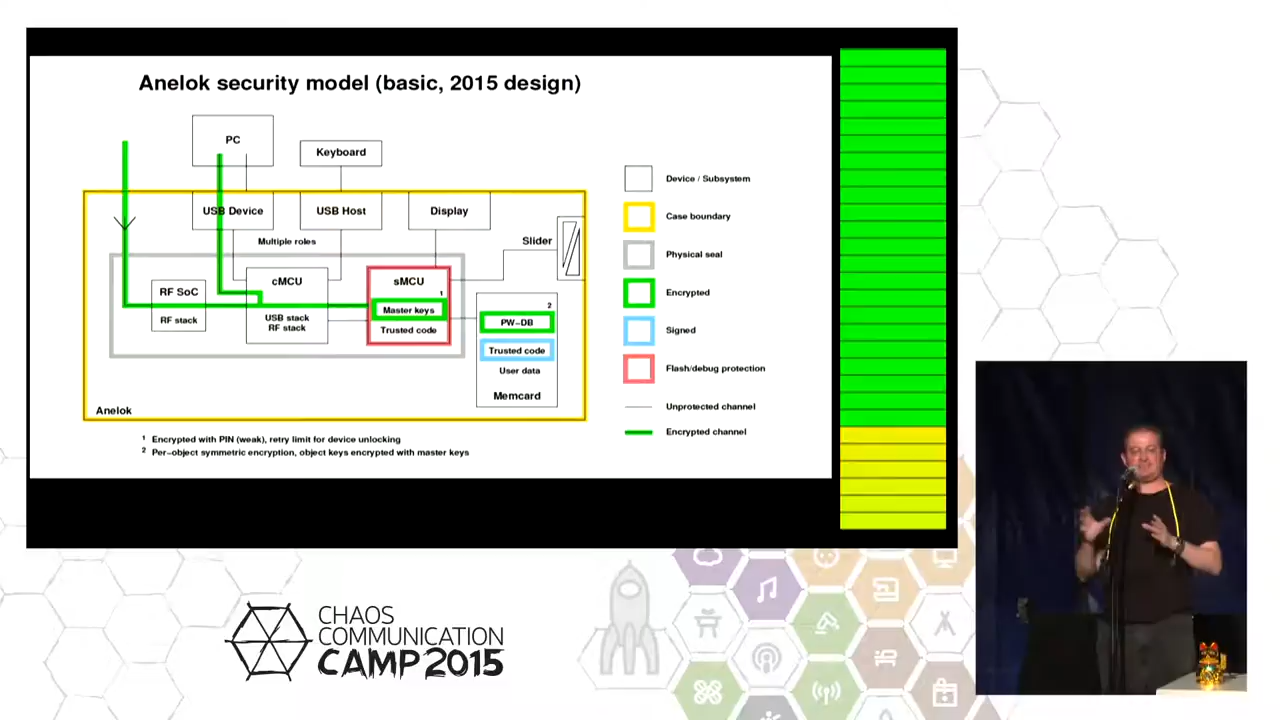 Anelok security model (basic, 2015 design)
PC
Keyboard
USB Device
USB Host
Display
Multiple roles
Slider
RF SoC
RF stack
cMCU
USB stack
RF stack
sMCU
1
Master keys
Trusted code
2
PW-DB
Trusted code
User data
Memcard
Anelok
1 Encrypted with PIN (weak), retry limit for device unlocking
2 Per-object symmetric encryption, object keys encrypted with master keys
Device / Subsystem
Case boundary
Physical seal
Encrypted
Signed
Flash/debug protection
Unprotected channel
Encrypted channel
CHAOS
COMMUNICATION
CAMP 2015